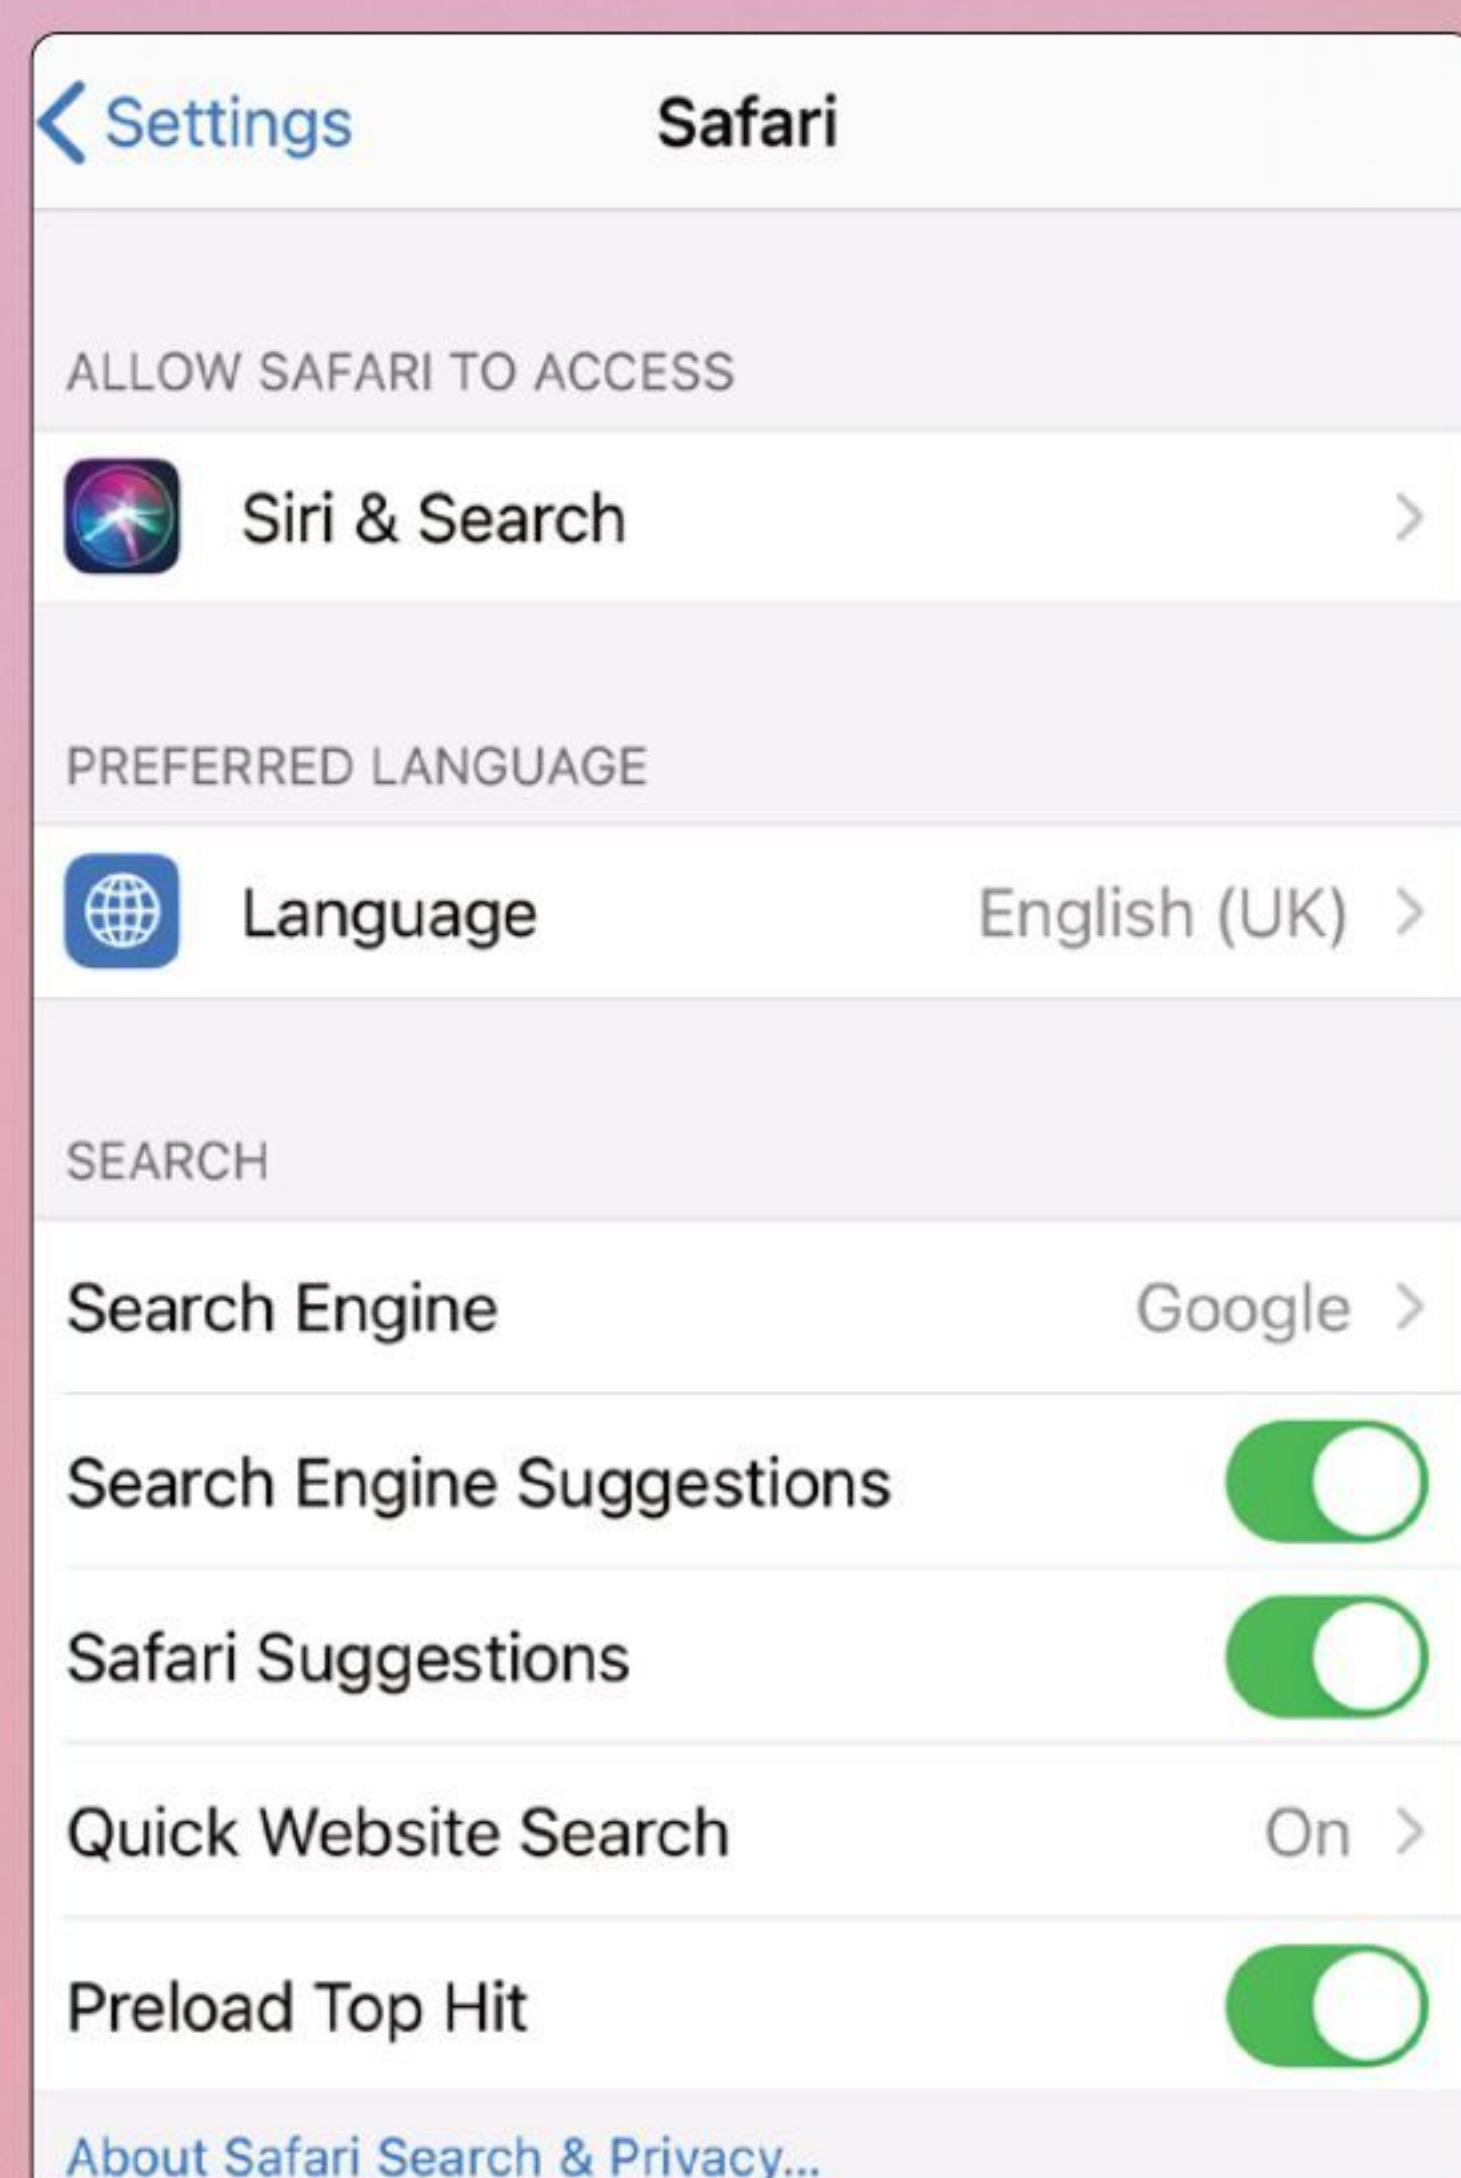 Settings
Safari
ALLOW SAFARI TO ACCESS
Siri & Search
PREFERRED LANGUAGE
Language English (UK)
SEARCH
Search Engine Google
Search Engine Suggestions
Safari Suggestions
Quick Website Search On
Preload Top Hit
About Safari Search & Privacy...